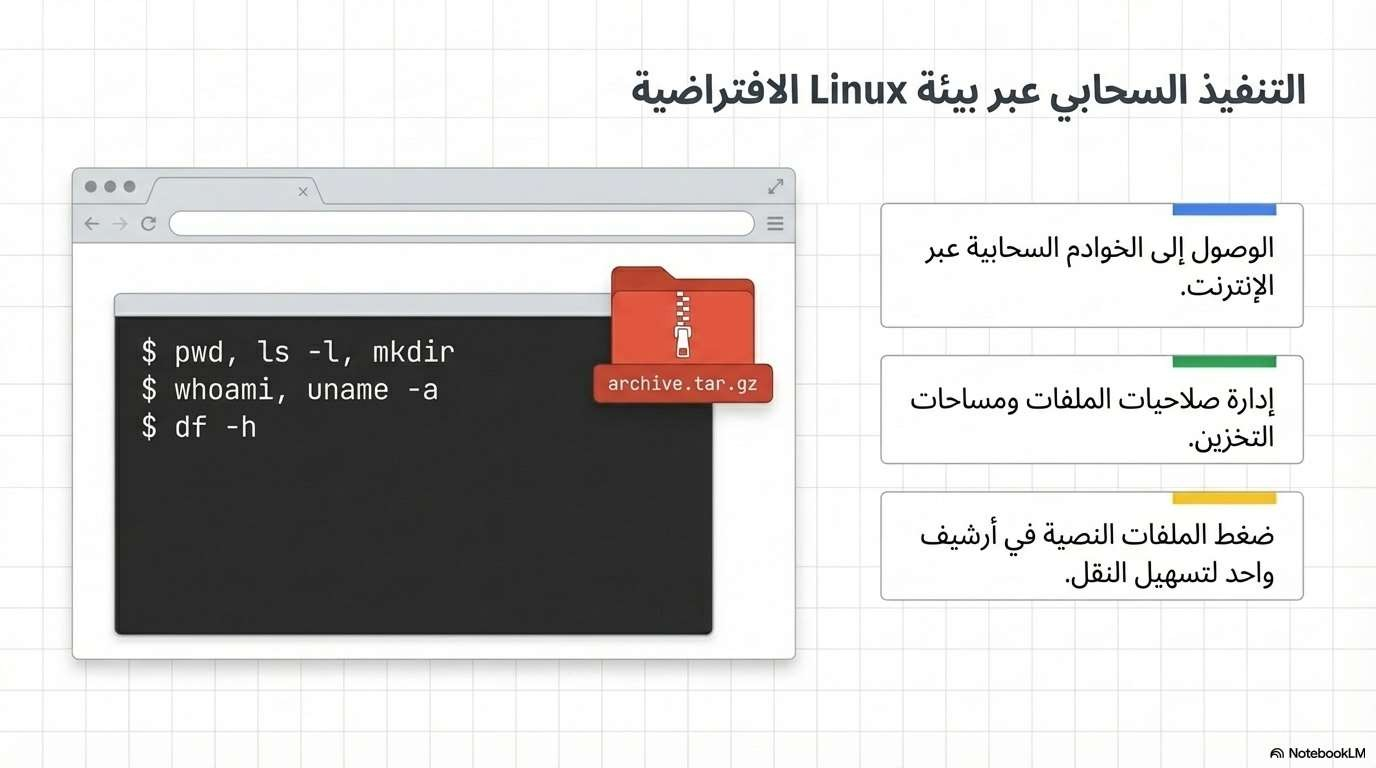 التنفيذ السحابي عبر بيئة Linux الافتراضية
الوصول إلى الخوادم السحابية عبر
الإنترنت.
إدارة صلاحيات الملفات ومساحات
التخزين.
ضغط الملفات النصية في أرشيف
واحد لتسهيل النقل.
$ pwd, ls -l, mkdir
$ whoami, uname -a
$ df -h
archive.tar.gz
NotebookLM